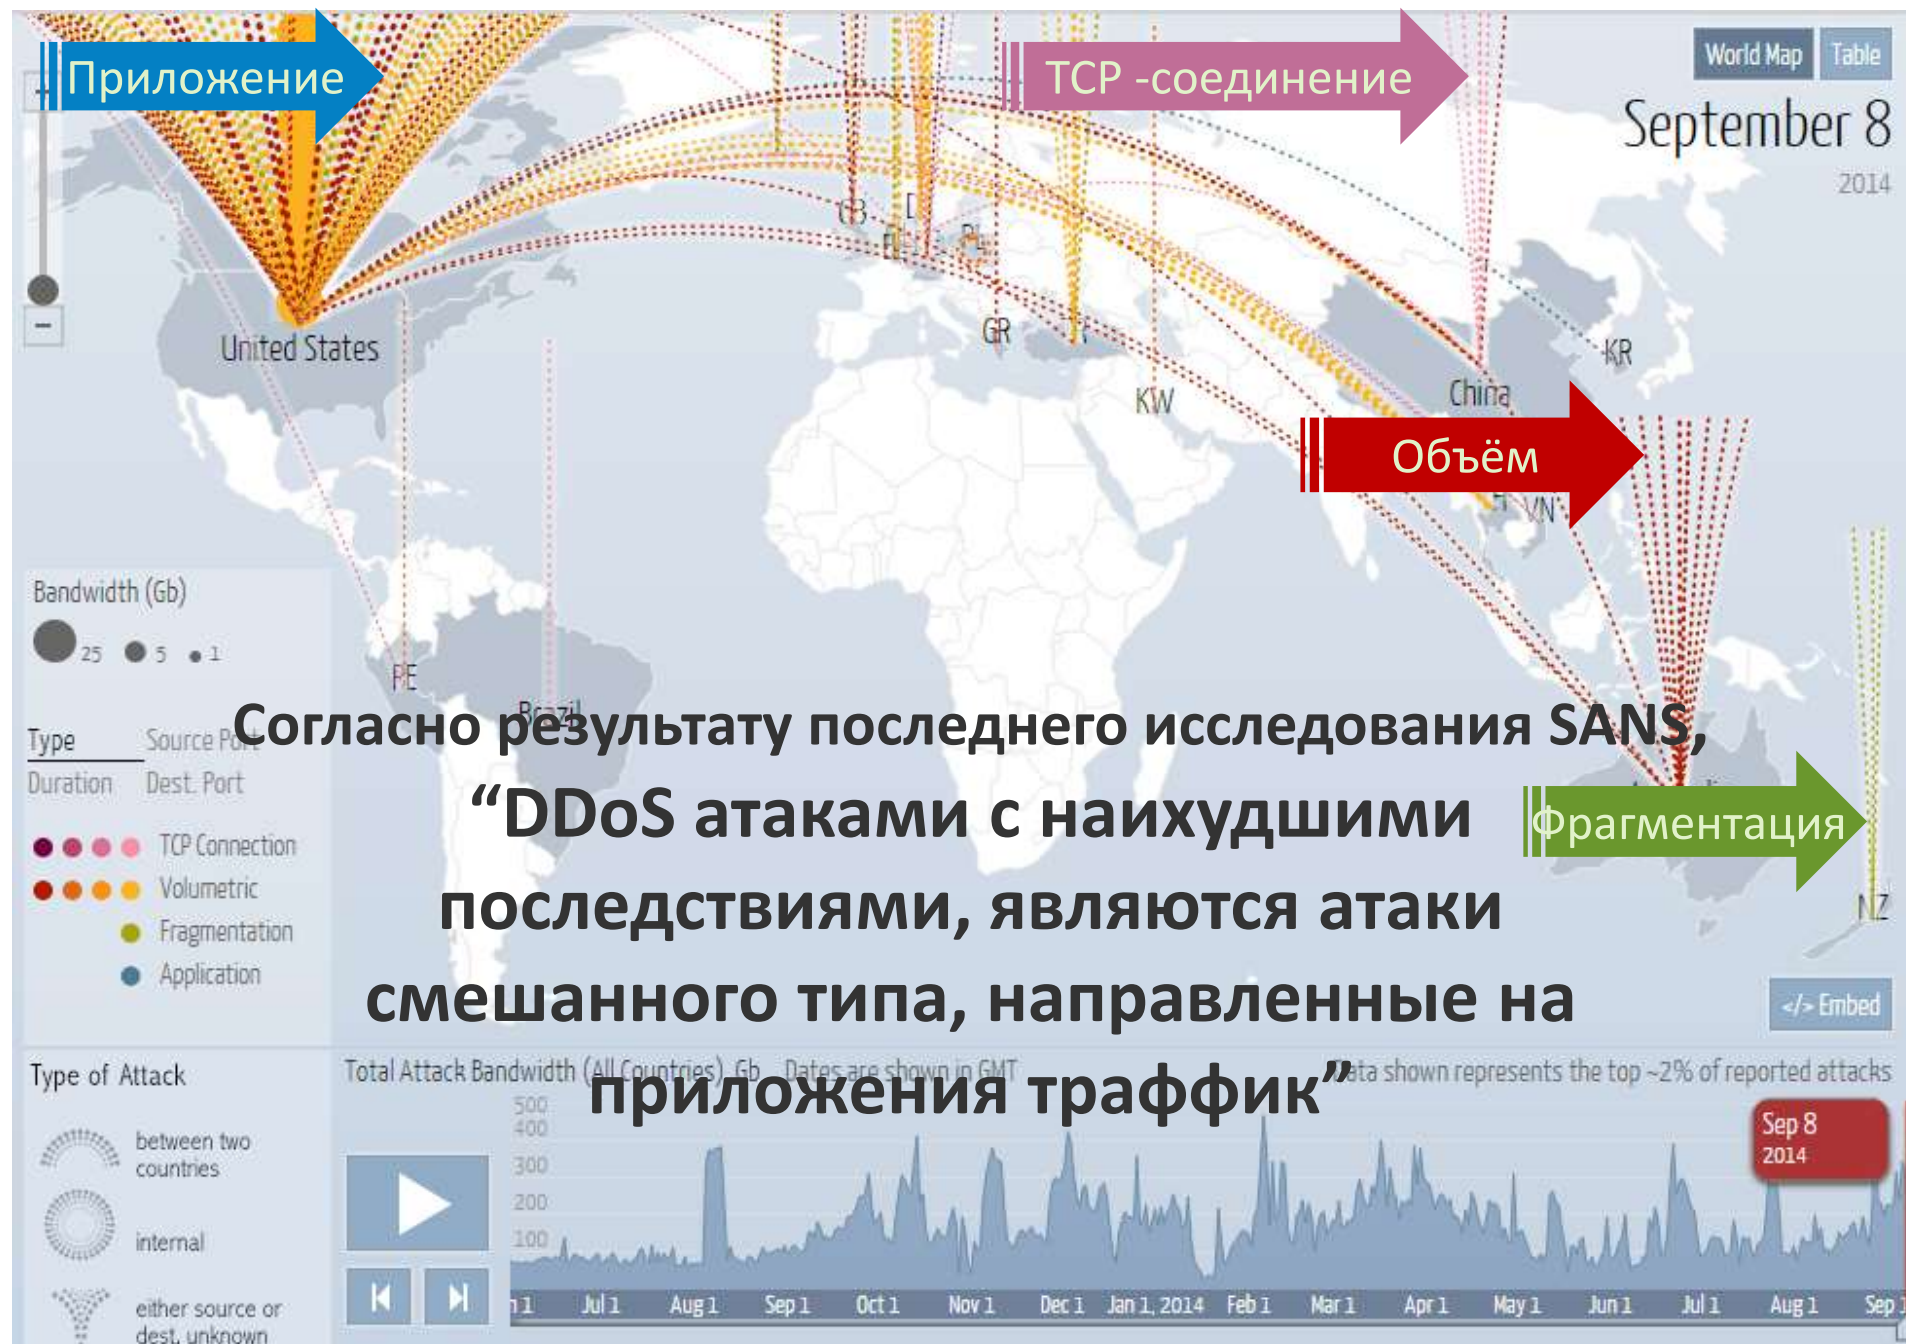 Приложение
TCP -соединение
World Map
Table
September 8
2014
GB
PL
United States
GR
KR
KW
China
Объём
VN
Bandwidth (Gb)
25
5
1
PE
Brazil
Согласно результату последнего исследования SANS,
Type
Source Port
Duration
Dest. Port
“DDoS атаками с наихудшими
Фрагментация
последствиями, являются атаки
NZ
TCP Connection
Volumetric
Fragmentation
Application
смешанного типа, направленные на
</> Embed
Type of Attack
Total Attack Bandwidth (All Countries), Gb
Dates are shown in GMT
Data shown represents the top ~2% of reported attacks
приложения траффик”
500
400
300
200
100
Sep 8
2014
between two
countries
internal
either source or
dest. unknown
Jul 1
Aug 1
Sep 1
Oct 1
Nov 1
Dec 1
Jan 1, 2014
Feb 1
Mar 1
Apr 1
May 1
Jun 1
Jul 1
Aug 1
Sep